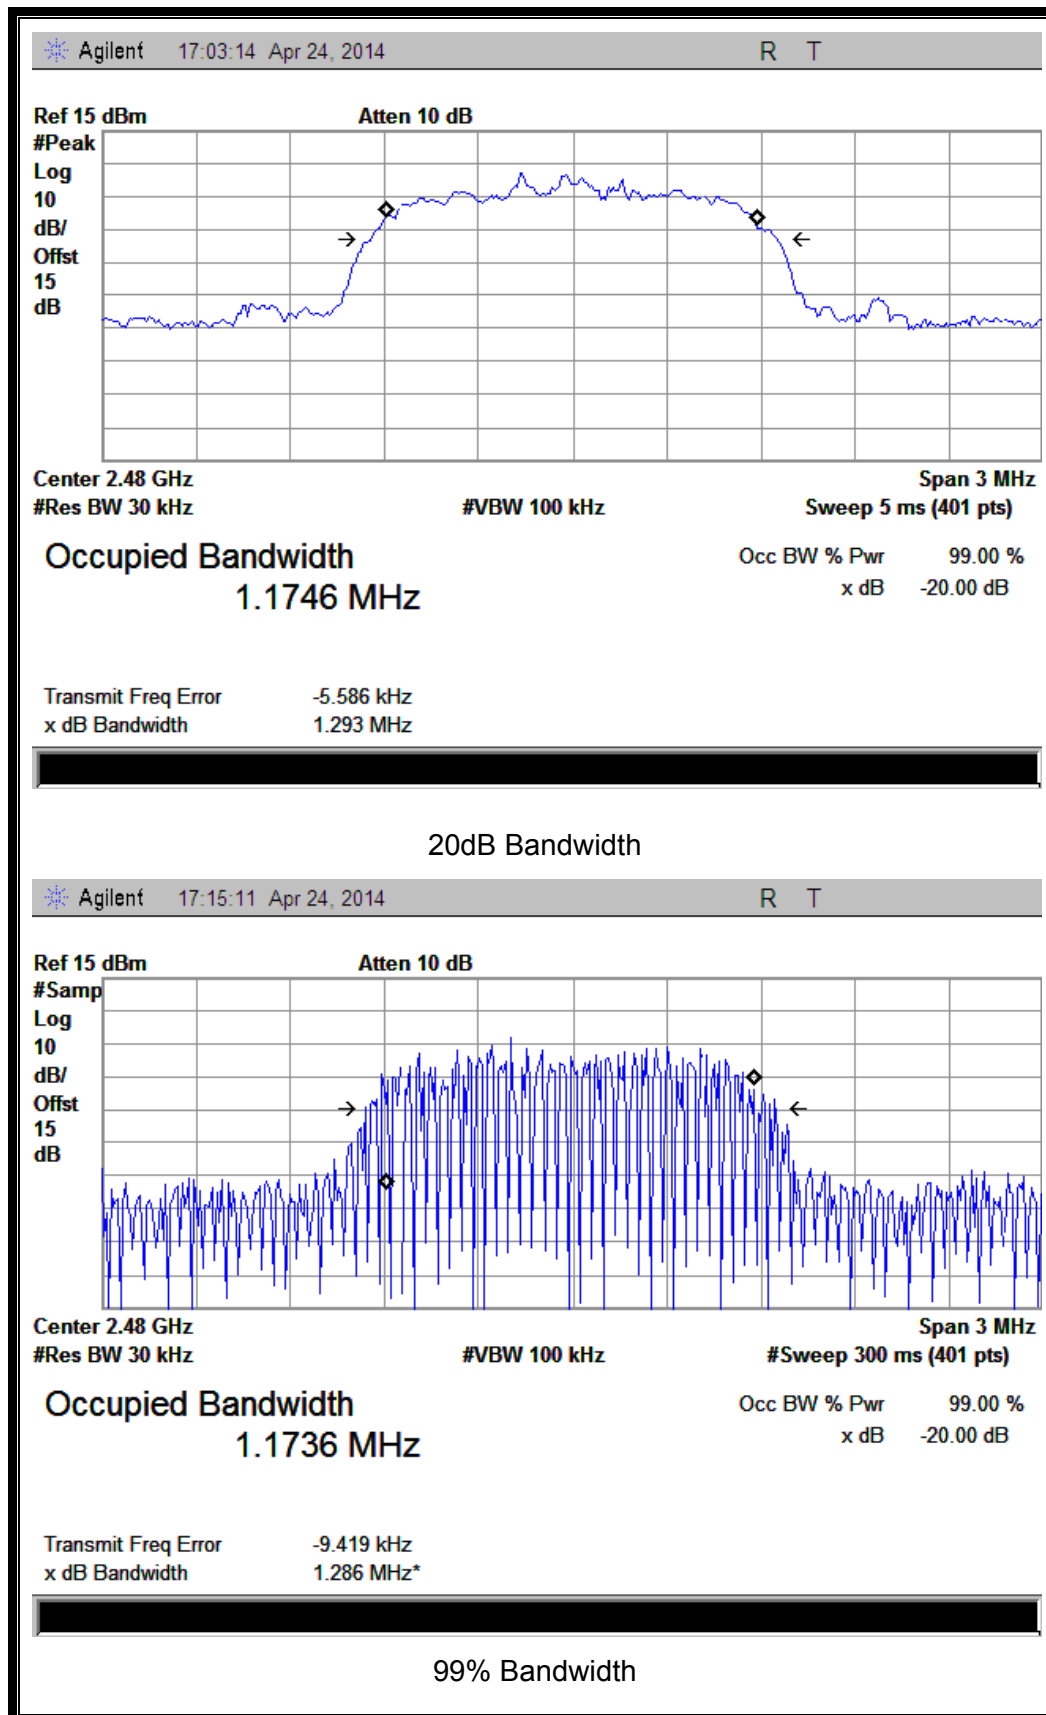 Agilent 17:03:14 Apr 24, 2014 R T
Ref 15 dBm Atten 10 dB
#Peak
Log
10
dB/
Offst
15
dB
Center 2.48 GHz Span 3 MHz
#Res BW 30 kHz #VBW 100 kHz Sweep 5 ms (401 pts)
Occupied Bandwidth Occ BW % Pwr 99.00 %
1.1746 MHz x dB -20.00 dB
Transmit Freq Error -5.586 kHz
x dB Bandwidth 1.293 MHz
20dB Bandwidth
Agilent 17:15:11 Apr 24, 2014 R T
Ref 15 dBm Atten 10 dB
#Samp
Log
10
dB/
Offst
15
dB
Center 2.48 GHz Span 3 MHz
#Res BW 30 kHz #VBW 100 kHz #Sweep 300 ms (401 pts)
Occupied Bandwidth Occ BW % Pwr 99.00 %
1.1736 MHz x dB -20.00 dB
Transmit Freq Error -9.419 kHz
x dB Bandwidth 1.286 MHz*
99% Bandwidth